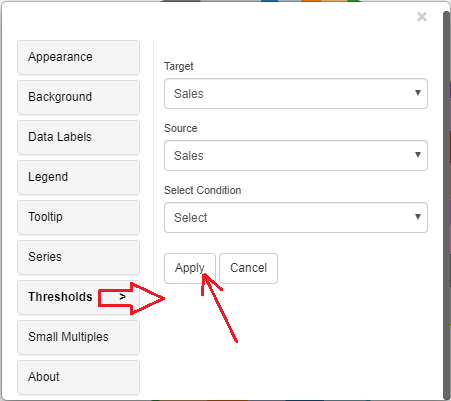 ×
Appearance
Background
Data Labels
Legend
Tooltip
Series
Thresholds >
Small Multiples
About
Target
Sales
Source
Sales
Select Condition
Select
Apply Cancel